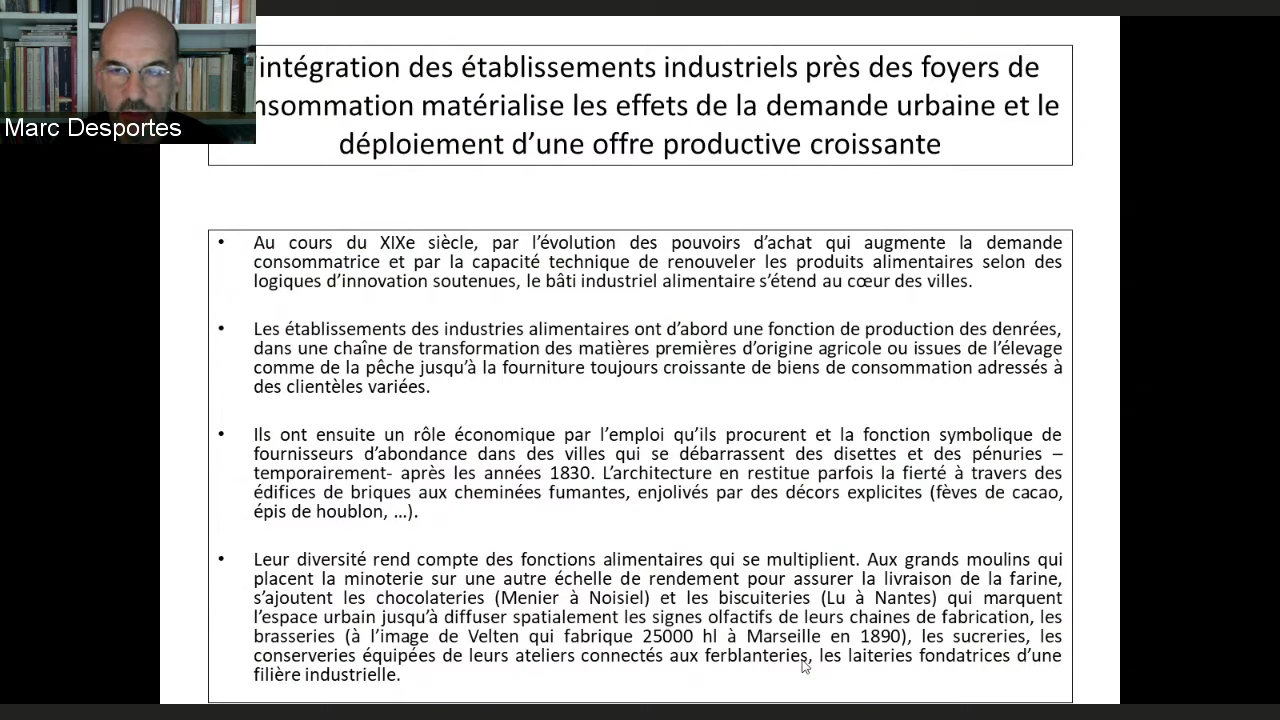 intégration des établissements industriels près des foyers de
nsommation matérialise les effets de la demande urbaine et le
déploiement d’une offre productive croissante
Marc Desportes
• Au cours du XIXe siècle, par l’évolution des pouvoirs d’achat qui augmente la demande
consommatrice et par la capacité technique de renouveler les produits alimentaires selon des
logiques d’innovation soutenues, le bâti industriel alimentaire s’étend au cœur des villes.
• Les établissements des industries alimentaires ont d’abord une fonction de production des denrées,
dans une chaîne de transformation des matières premières d’origine agricole ou issues de l’élevage
comme de la pêche jusqu’à la fourniture toujours croissante de biens de consommation adressés à
des clientèles variées.
• Ils ont ensuite un rôle économique par l’emploi qu’ils procurent et la fonction symbolique de
fournisseurs d’abondance dans des villes qui se débarrassent des disettes et des pénuries –
temporairement- après les années 1830. L’architecture en restitue parfois la fierté à travers des
édifices de briques aux cheminées fumantes, enjolivés par des décors explicites (fèves de cacao,
épis de houblon, …).
• Leur diversité rend compte des fonctions alimentaires qui se multiplient. Aux grands moulins qui
placent la minoterie sur une autre échelle de rendement pour assurer la livraison de la farine,
s’ajoutent les chocolateries (Menier à Noisiel) et les biscuiteries (Lu à Nantes) qui marquent
l’espace urbain jusqu’à diffuser spatialement les signes olfactifs de leurs chaines de fabrication, les
brasseries (à l’image de Velten qui fabrique 25000 hl à Marseille en 1890), les sucreries, les
conserveries équipées de leurs ateliers connectés aux ferblanteries, les laiteries fondatrices d’une
filière industrielle.